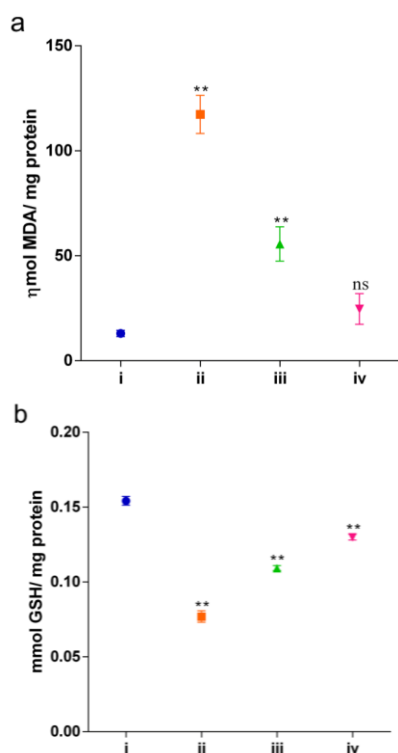 a
150
100
50
0
ηmol MDA/ mg protein
**
**
ns
i ii iii iv
b
0.20
0.15
0.10
0.05
0.00
mmol GSH/ mg protein
**
**
**
i ii iii iv